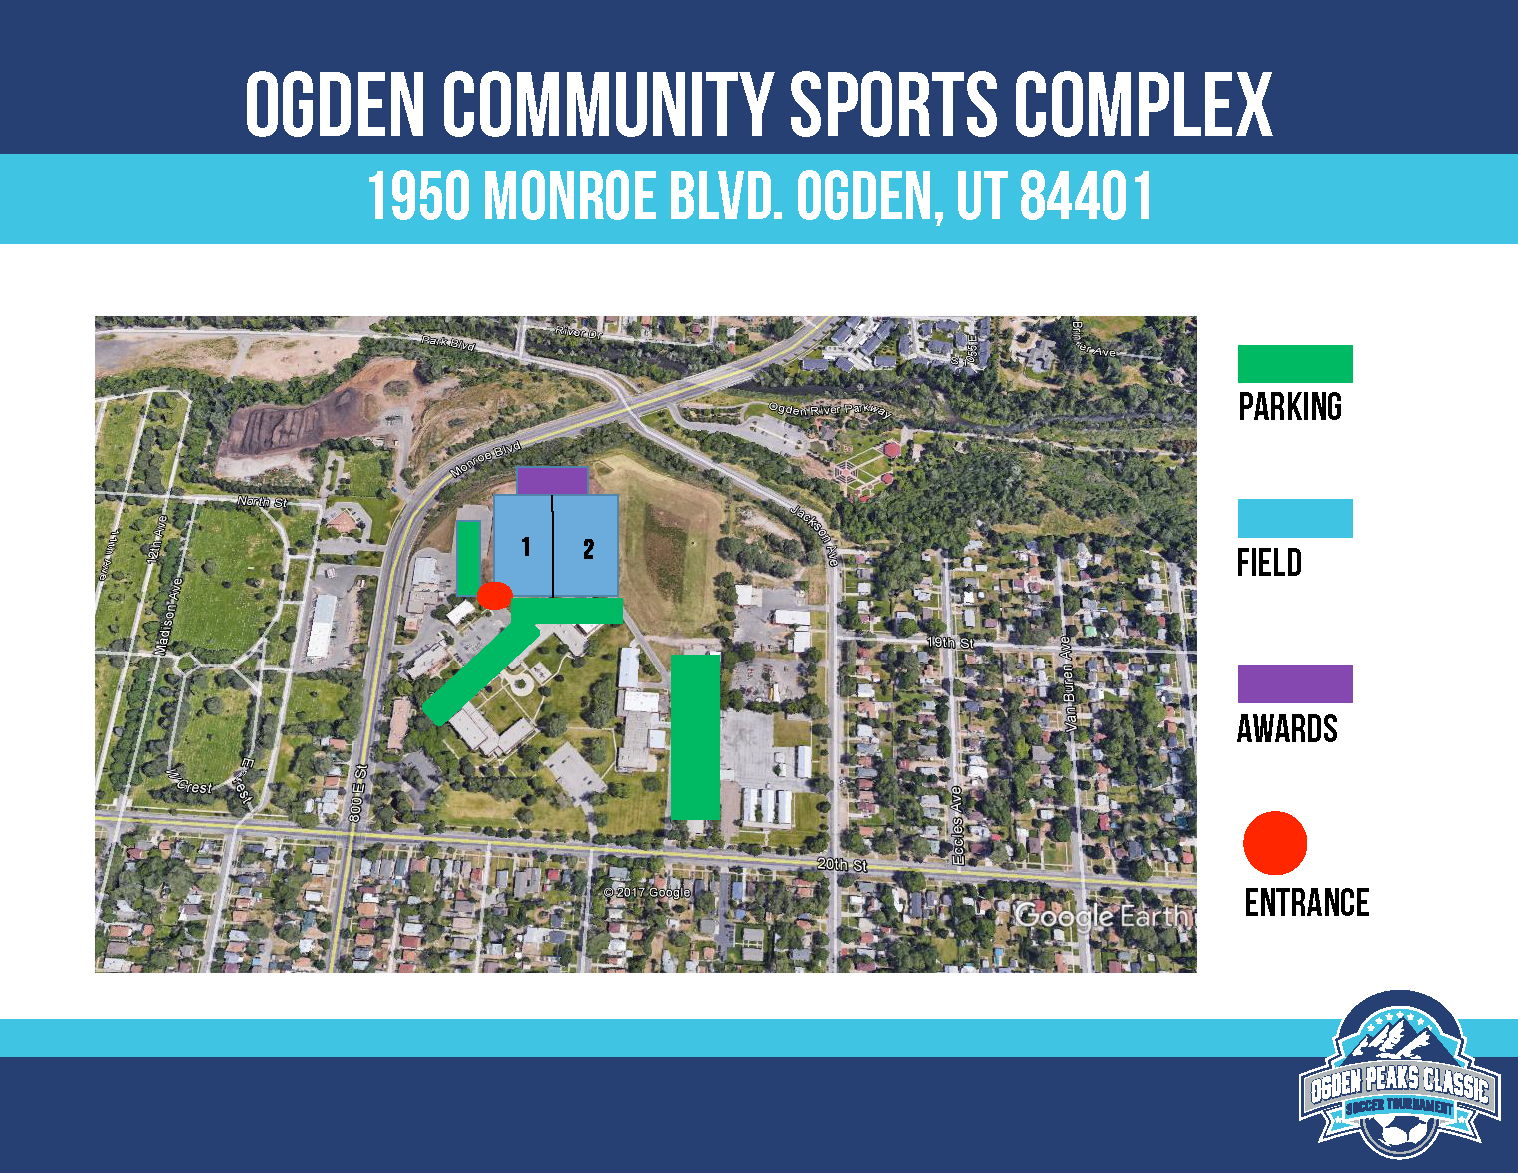 OGDEN COMMUNITY SPORTS COMPLEX
1950 MONROE BLVD. OGDEN, UT 84401
River Dr
Park Blvd
Ogden River Parkway
Monroe Blvd
North St
12th Ave
Madison Ave
Jackson Ave
1
2
19th St
Van Buren Ave
Eccles Ave
800 E St
W Crest
20th St
© 2017 Google
Google Earth
PARKING
FIELD
AWARDS
ENTRANCE
OGDEN PEAKS CLASSIC
SOCCER TOURNAMENT